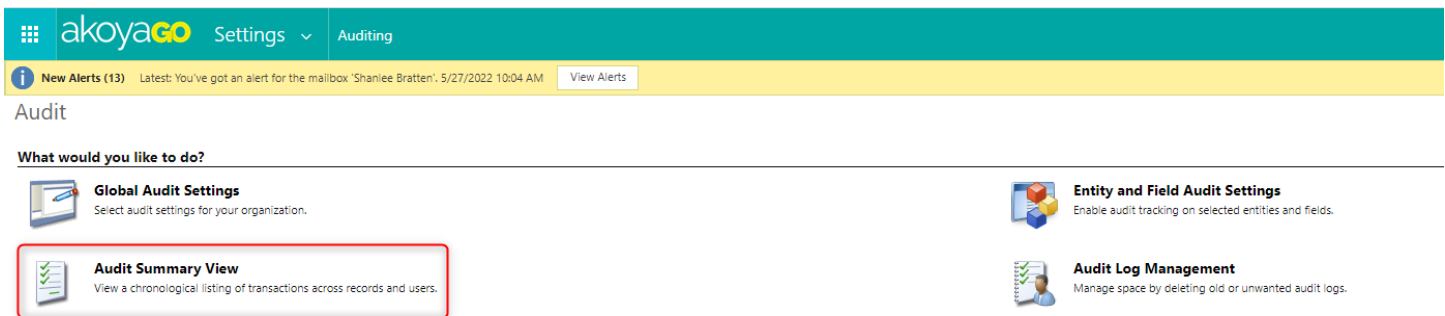 akoyaGO Settings Auditing
New Alerts (13) Latest: You've got an alert for the mailbox 'Shanlee Bratten'. 5/27/2022 10:04 AM View Alerts
Audit
What would you like to do?
Global Audit Settings
Select audit settings for your organization.
Entity and Field Audit Settings
Enable audit tracking on selected entities and fields.
Audit Summary View
View a chronological listing of transactions across records and users.
Audit Log Management
Manage space by deleting old or unwanted audit logs.